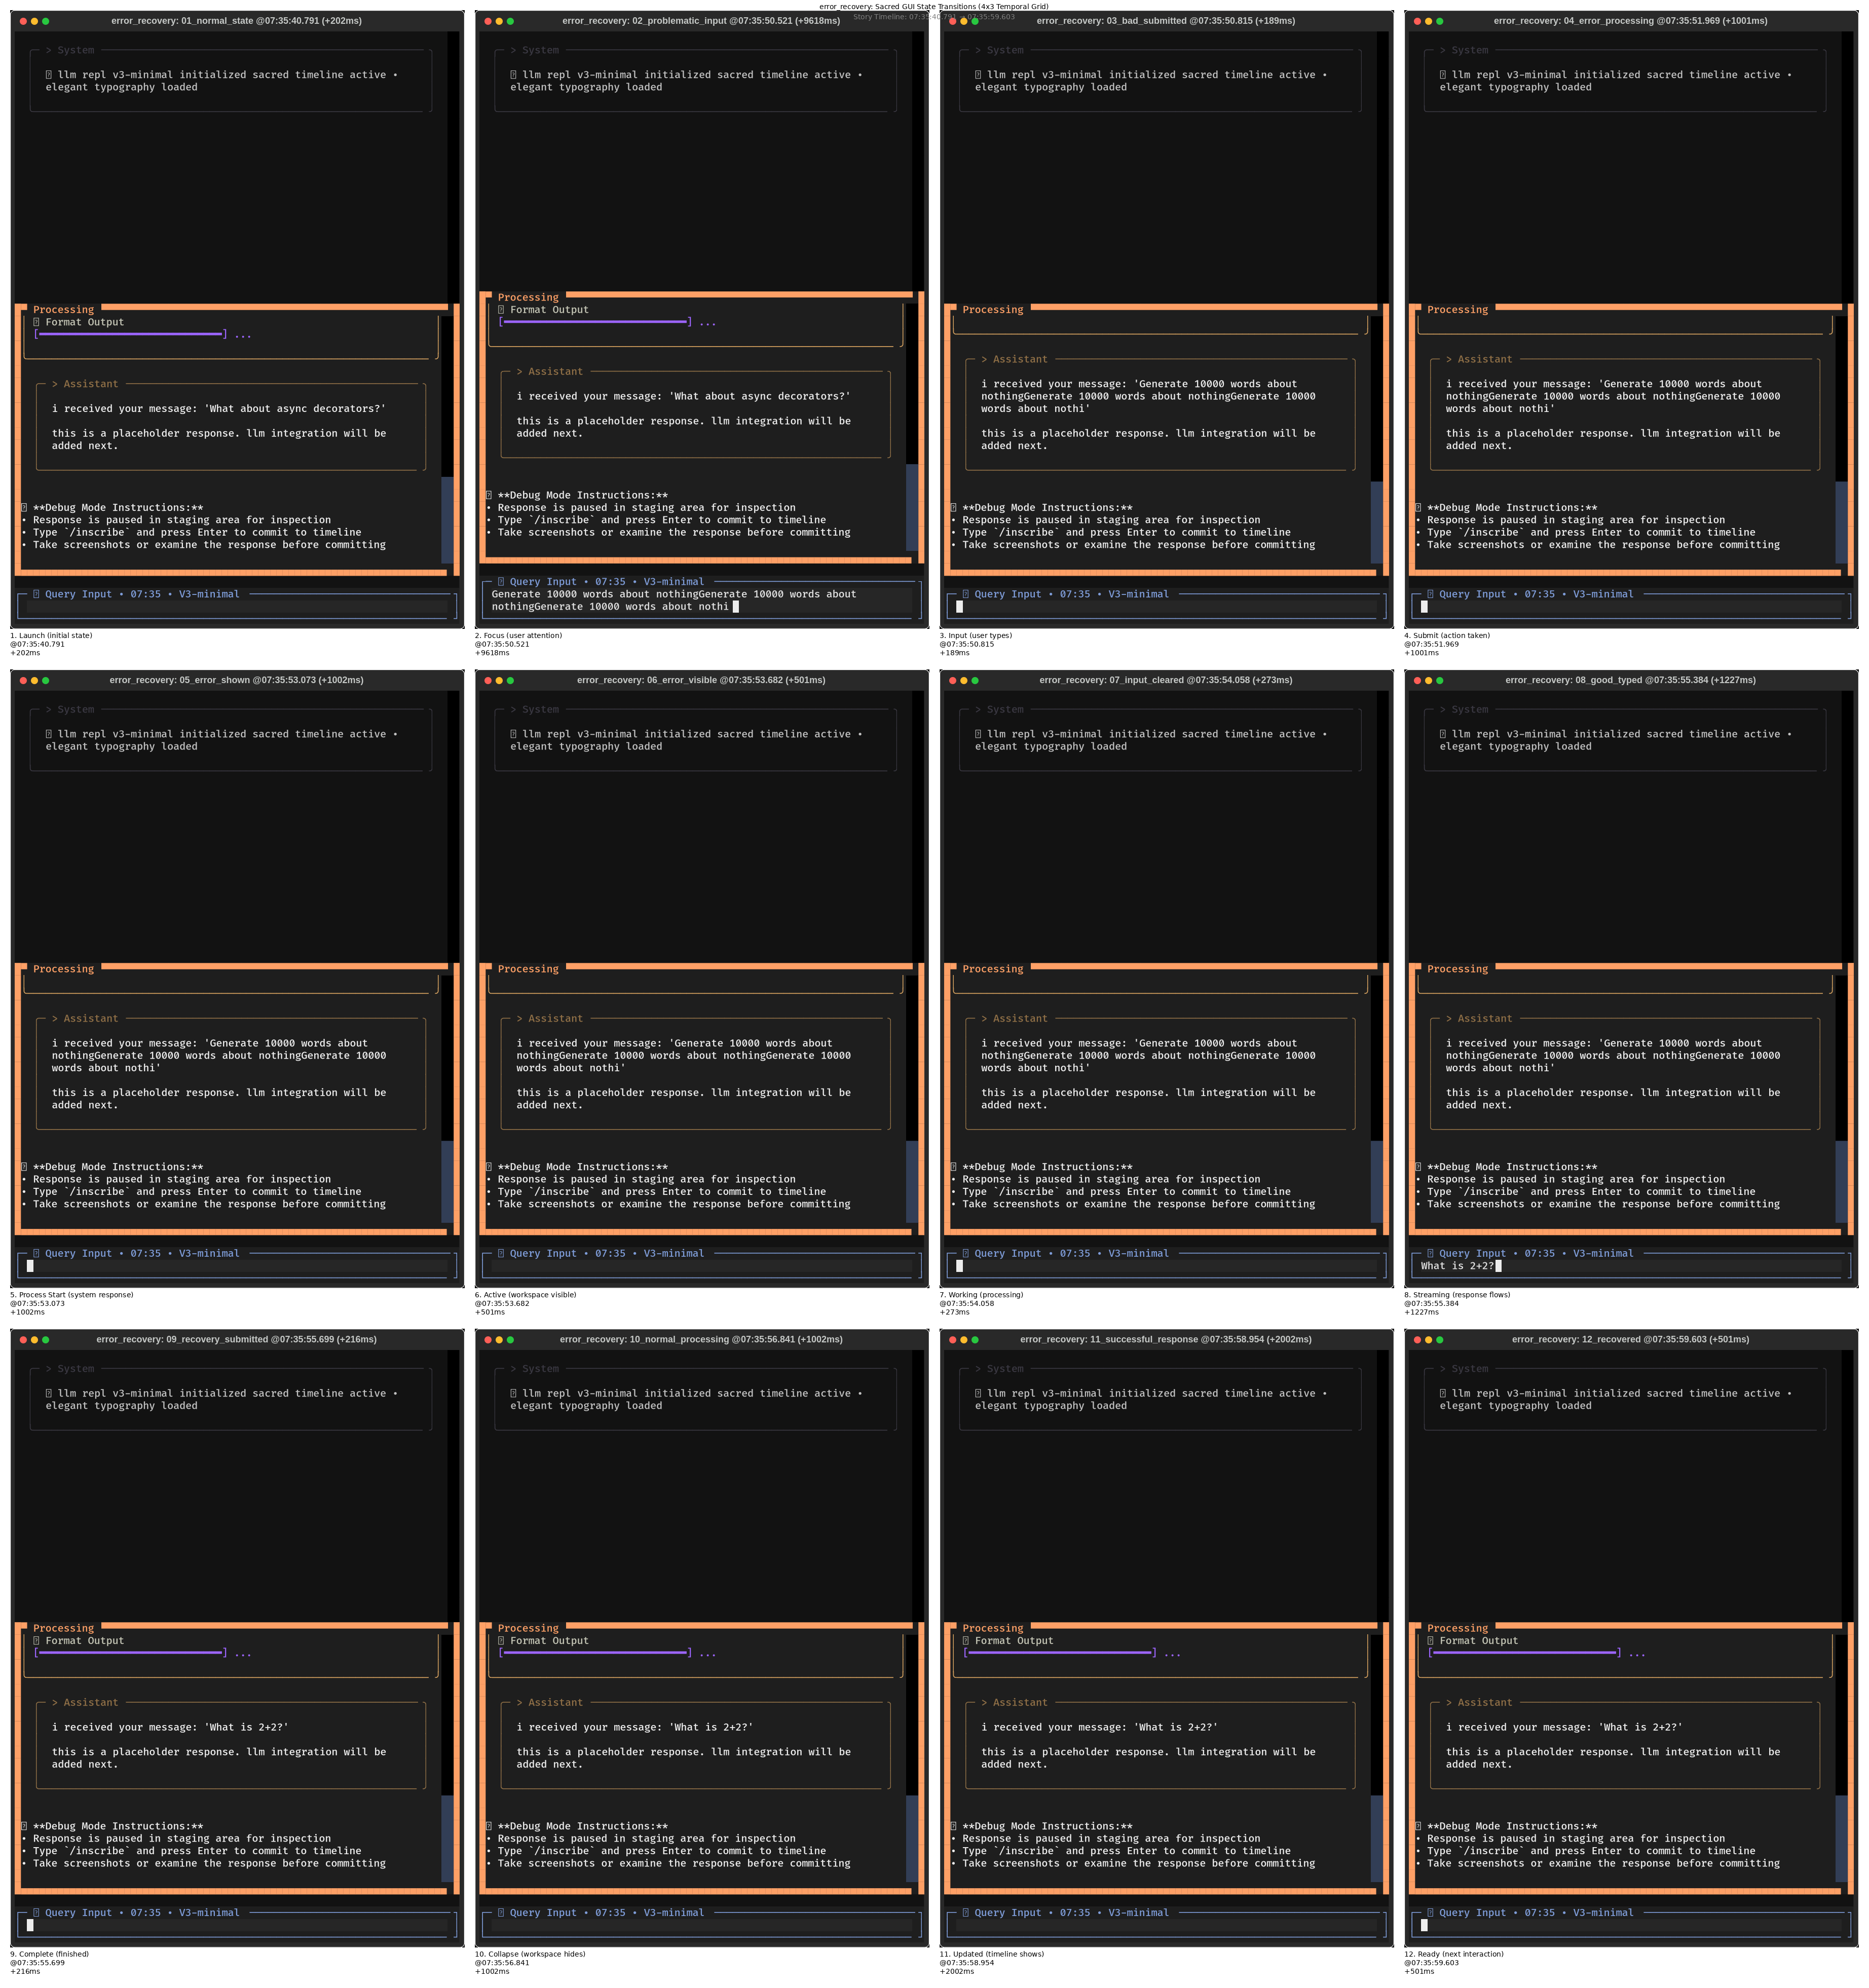 error_recovery: Sacred GUI State Transitions (4x3 Temporal Grid)
Story Timeline: 07:35:40.791 07:35:59.603
error_recovery: 01_normal_state @07:35:40.791 (+202ms)
> System
llm repl v3-minimal initialized sacred timeline active •
elegant typography loaded
Processing
Format Output
[━━━━━━━━━━━━━━━━━━━━━━━━━━━━━━] ...
> Assistant
i received your message: 'What about async decorators?'
this is a placeholder response. llm integration will be
added next.
**Debug Mode Instructions:**
• Response is paused in staging area for inspection
• Type `/inscribe` and press Enter to commit to timeline
• Take screenshots or examine the response before committing
Query Input • 07:35 • V3-minimal
1. Launch (initial state)
@07:35:40.791
+202ms
error_recovery: 02_problematic_input @07:35:50.521 (+9618ms)
> System
llm repl v3-minimal initialized sacred timeline active •
elegant typography loaded
Processing
Format Output
[━━━━━━━━━━━━━━━━━━━━━━━━━━━━━━] ...
> Assistant
i received your message: 'What about async decorators?'
this is a placeholder response. llm integration will be
added next.
**Debug Mode Instructions:**
• Response is paused in staging area for inspection
• Type `/inscribe` and press Enter to commit to timeline
• Take screenshots or examine the response before committing
Query Input • 07:35 • V3-minimal
Generate 10000 words about nothingGenerate 10000 words about
nothingGenerate 10000 words about nothi
2. Focus (user attention)
@07:35:50.521
+9618ms
error_recovery: 03_bad_submitted @07:35:50.815 (+189ms)
> System
llm repl v3-minimal initialized sacred timeline active •
elegant typography loaded
Processing
> Assistant
i received your message: 'Generate 10000 words about
nothingGenerate 10000 words about nothingGenerate 10000
words about nothi'
this is a placeholder response. llm integration will be
added next.
**Debug Mode Instructions:**
• Response is paused in staging area for inspection
• Type `/inscribe` and press Enter to commit to timeline
• Take screenshots or examine the response before committing
Query Input • 07:35 • V3-minimal
3. Input (user types)
@07:35:50.815
+189ms
error_recovery: 04_error_processing @07:35:51.969 (+1001ms)
> System
llm repl v3-minimal initialized sacred timeline active •
elegant typography loaded
Processing
> Assistant
i received your message: 'Generate 10000 words about
nothingGenerate 10000 words about nothingGenerate 10000
words about nothi'
this is a placeholder response. llm integration will be
added next.
**Debug Mode Instructions:**
• Response is paused in staging area for inspection
• Type `/inscribe` and press Enter to commit to timeline
• Take screenshots or examine the response before committing
Query Input • 07:35 • V3-minimal
4. Submit (action taken)
@07:35:51.969
+1001ms
error_recovery: 05_error_shown @07:35:53.073 (+1002ms)
> System
llm repl v3-minimal initialized sacred timeline active •
elegant typography loaded
Processing
> Assistant
i received your message: 'Generate 10000 words about
nothingGenerate 10000 words about nothingGenerate 10000
words about nothi'
this is a placeholder response. llm integration will be
added next.
**Debug Mode Instructions:**
• Response is paused in staging area for inspection
• Type `/inscribe` and press Enter to commit to timeline
• Take screenshots or examine the response before committing
Query Input • 07:35 • V3-minimal
5. Process Start (system response)
@07:35:53.073
+1002ms
error_recovery: 06_error_visible @07:35:53.682 (+501ms)
> System
llm repl v3-minimal initialized sacred timeline active •
elegant typography loaded
Processing
> Assistant
i received your message: 'Generate 10000 words about
nothingGenerate 10000 words about nothingGenerate 10000
words about nothi'
this is a placeholder response. llm integration will be
added next.
**Debug Mode Instructions:**
• Response is paused in staging area for inspection
• Type `/inscribe` and press Enter to commit to timeline
• Take screenshots or examine the response before committing
Query Input • 07:35 • V3-minimal
6. Active (workspace visible)
@07:35:53.682
+501ms
error_recovery: 07_input_cleared @07:35:54.058 (+273ms)
> System
llm repl v3-minimal initialized sacred timeline active •
elegant typography loaded
Processing
> Assistant
i received your message: 'Generate 10000 words about
nothingGenerate 10000 words about nothingGenerate 10000
words about nothi'
this is a placeholder response. llm integration will be
added next.
**Debug Mode Instructions:**
• Response is paused in staging area for inspection
• Type `/inscribe` and press Enter to commit to timeline
• Take screenshots or examine the response before committing
Query Input • 07:35 • V3-minimal
7. Working (processing)
@07:35:54.058
+273ms
error_recovery: 08_good_typed @07:35:55.384 (+1227ms)
> System
llm repl v3-minimal initialized sacred timeline active •
elegant typography loaded
Processing
> Assistant
i received your message: 'Generate 10000 words about
nothingGenerate 10000 words about nothingGenerate 10000
words about nothi'
this is a placeholder response. llm integration will be
added next.
**Debug Mode Instructions:**
• Response is paused in staging area for inspection
• Type `/inscribe` and press Enter to commit to timeline
• Take screenshots or examine the response before committing
Query Input • 07:35 • V3-minimal
What is 2+2?
8. Streaming (response flows)
@07:35:55.384
+1227ms
error_recovery: 09_recovery_submitted @07:35:55.699 (+216ms)
> System
llm repl v3-minimal initialized sacred timeline active •
elegant typography loaded
Processing
Format Output
[━━━━━━━━━━━━━━━━━━━━━━━━━━━━━━] ...
> Assistant
i received your message: 'What is 2+2?'
this is a placeholder response. llm integration will be
added next.
**Debug Mode Instructions:**
• Response is paused in staging area for inspection
• Type `/inscribe` and press Enter to commit to timeline
• Take screenshots or examine the response before committing
Query Input • 07:35 • V3-minimal
9. Complete (finished)
@07:35:55.699
+216ms
error_recovery: 10_normal_processing @07:35:56.841 (+1002ms)
> System
llm repl v3-minimal initialized sacred timeline active •
elegant typography loaded
Processing
Format Output
[━━━━━━━━━━━━━━━━━━━━━━━━━━━━━━] ...
> Assistant
i received your message: 'What is 2+2?'
this is a placeholder response. llm integration will be
added next.
**Debug Mode Instructions:**
• Response is paused in staging area for inspection
• Type `/inscribe` and press Enter to commit to timeline
• Take screenshots or examine the response before committing
Query Input • 07:35 • V3-minimal
10. Collapse (workspace hides)
@07:35:56.841
+1002ms
error_recovery: 11_successful_response @07:35:58.954 (+2002ms)
> System
llm repl v3-minimal initialized sacred timeline active •
elegant typography loaded
Processing
Format Output
[━━━━━━━━━━━━━━━━━━━━━━━━━━━━━━] ...
> Assistant
i received your message: 'What is 2+2?'
this is a placeholder response. llm integration will be
added next.
**Debug Mode Instructions:**
• Response is paused in staging area for inspection
• Type `/inscribe` and press Enter to commit to timeline
• Take screenshots or examine the response before committing
Query Input • 07:35 • V3-minimal
11. Updated (timeline shows)
@07:35:58.954
+2002ms
error_recovery: 12_recovered @07:35:59.603 (+501ms)
> System
llm repl v3-minimal initialized sacred timeline active •
elegant typography loaded
Processing
Format Output
[━━━━━━━━━━━━━━━━━━━━━━━━━━━━━━] ...
> Assistant
i received your message: 'What is 2+2?'
this is a placeholder response. llm integration will be
added next.
**Debug Mode Instructions:**
• Response is paused in staging area for inspection
• Type `/inscribe` and press Enter to commit to timeline
• Take screenshots or examine the response before committing
Query Input • 07:35 • V3-minimal
12. Ready (next interaction)
@07:35:59.603
+501ms